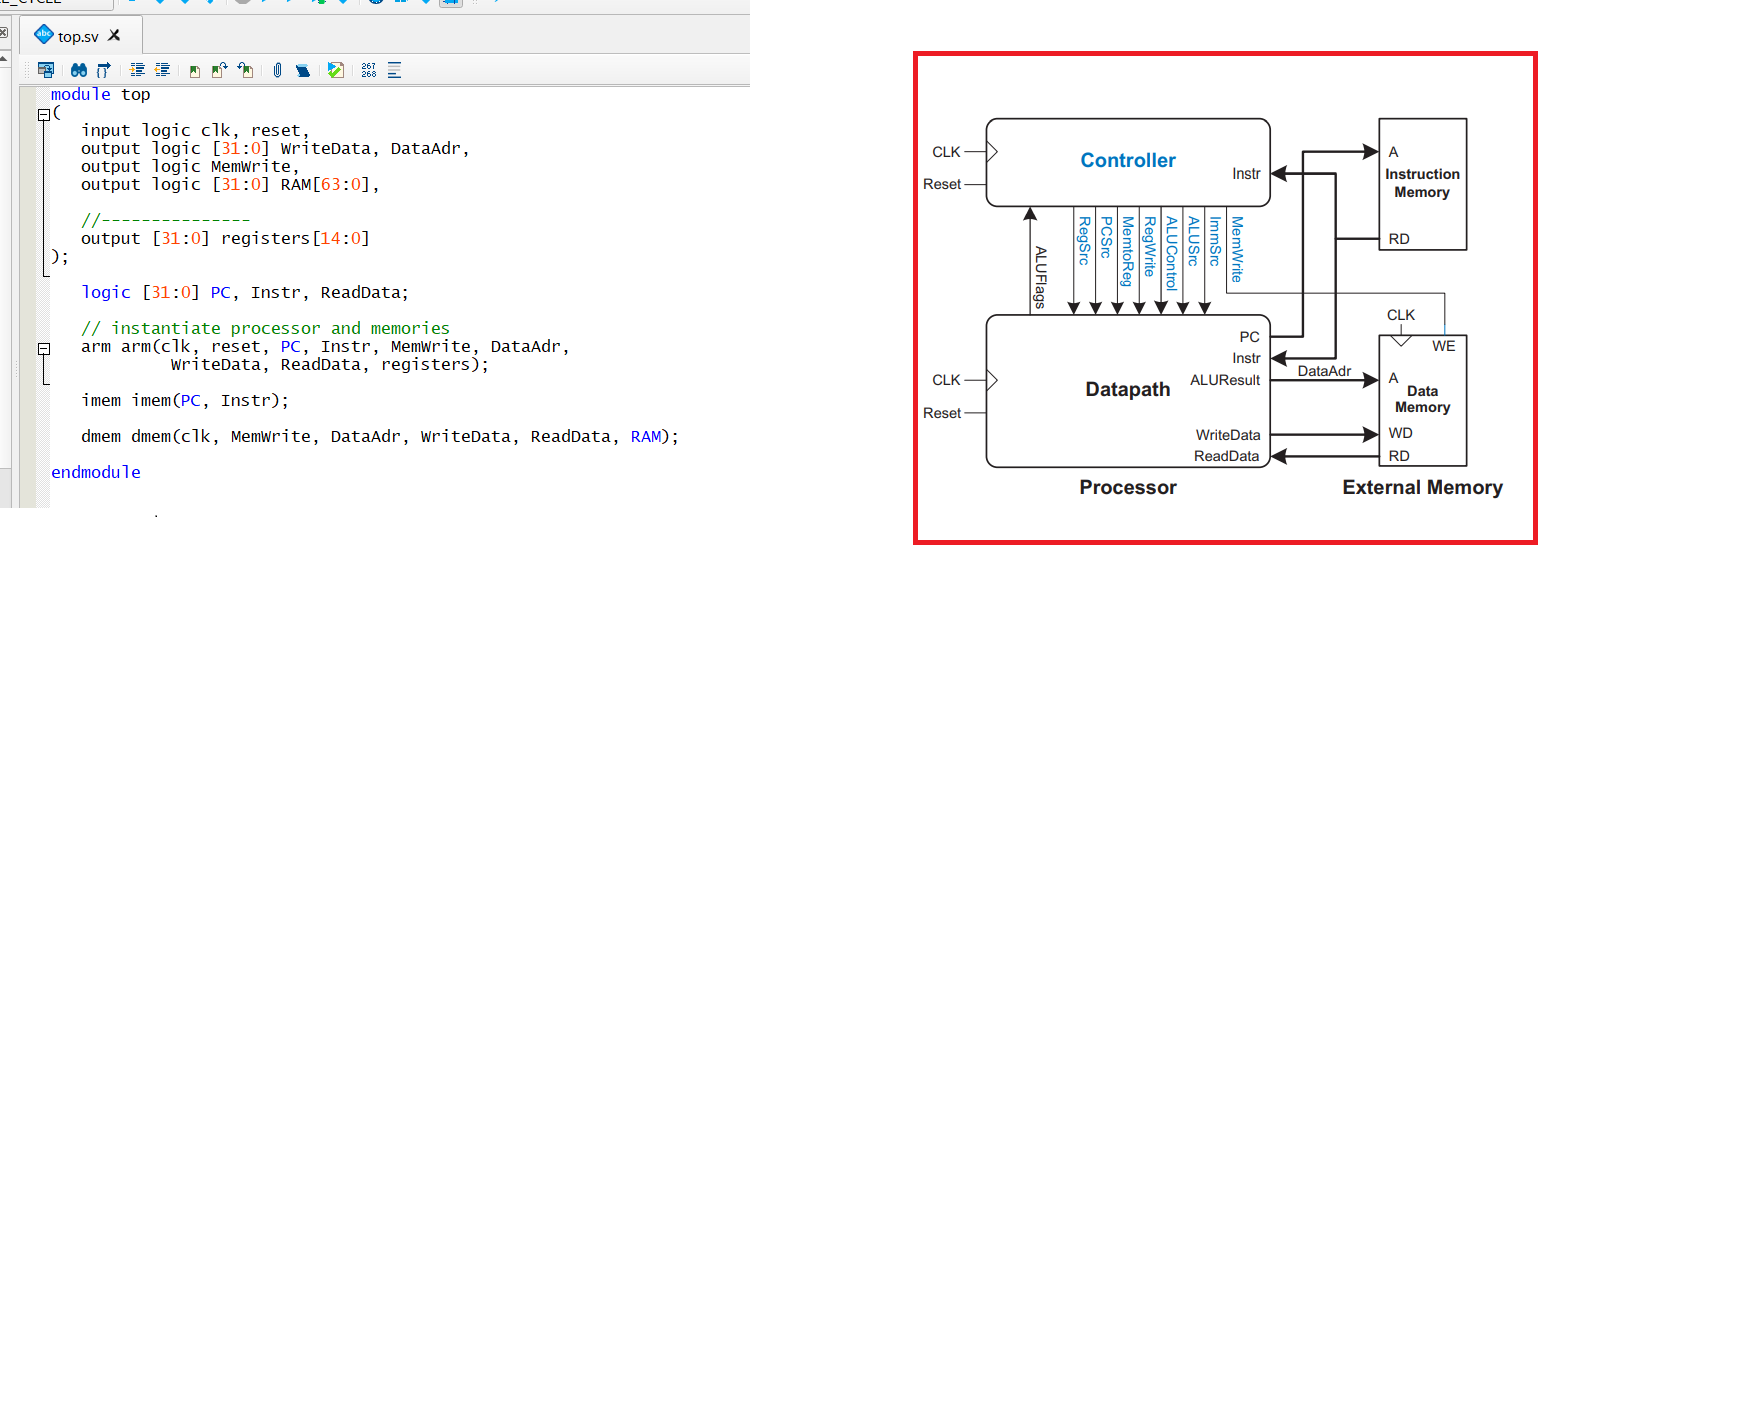 top.sv
module top
(
input logic clk, reset,
output logic [31:0] WriteData, DataAdr,
output logic MemWrite,
output logic [31:0] RAM[63:0],
//---------------
output [31:0] registers[14:0]
);
logic [31:0] PC, Instr, ReadData;
// instantiate processor and memories
arm arm(clk, reset, PC, Instr, MemWrite, DataAdr,
WriteData, ReadData, registers);
imem imem(PC, Instr);
dmem dmem(clk, MemWrite, DataAdr, WriteData, ReadData, RAM);
endmodule
CLK
Reset
Controller
Instr
A
Instruction
Memory
RD
ALUFlags
RegSrc
PCSrc
MemtoReg
RegWrite
ALUControl
ALUSrc
ImmSrc
MemWrite
CLK
Reset
Datapath
PC
Instr
ALUResult
WriteData
ReadData
DataAdr
CLK
WE
A
Data
Memory
WD
RD
Processor
External Memory